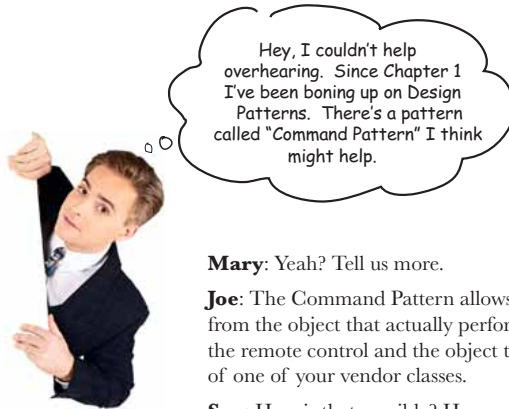 Hey, I couldn't help
overhearing. Since Chapter 1
I've been boning up on Design
Patterns. There's a pattern
called “Command Pattern” I think
might help.
Mary: Yeah? Tell us more.
Joe: The Command Pattern allows
from the object that actually perfor
the remote control and the object t
of one of your vendor classes.